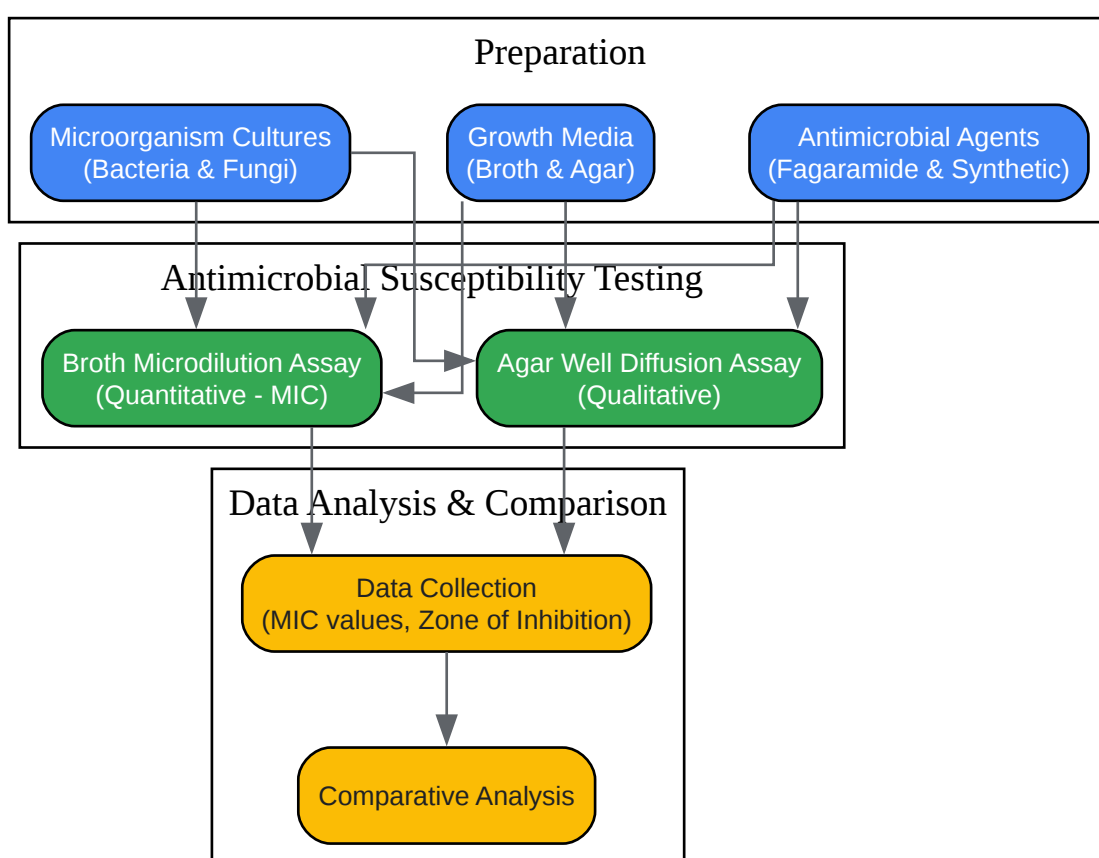 Preparation
Microorganism Cultures
(Bacteria & Fungi)
Growth Media
(Broth & Agar)
Antimicrobial Agents
(Fagaramide & Synthetic)
Antimicrobial Susceptibility Testing
Broth Microdilution Assay
(Quantitative - MIC)
Agar Well Diffusion Assay
(Qualitative)
Data Analysis & Comparison
Data Collection
(MIC values, Zone of Inhibition)
Comparative Analysis